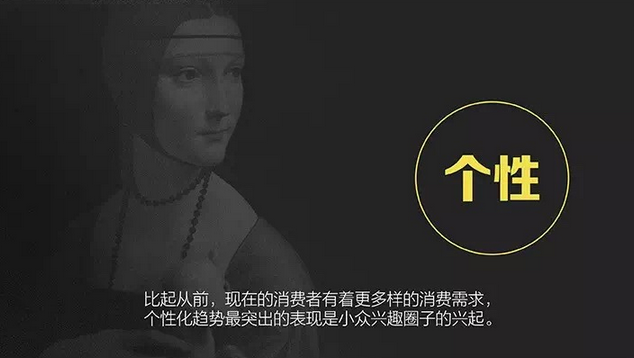 个性
比起从前，现在的消费者有着更多样的消费需求，
个性化趋势最突出的表现是小众兴趣圈子的兴起。